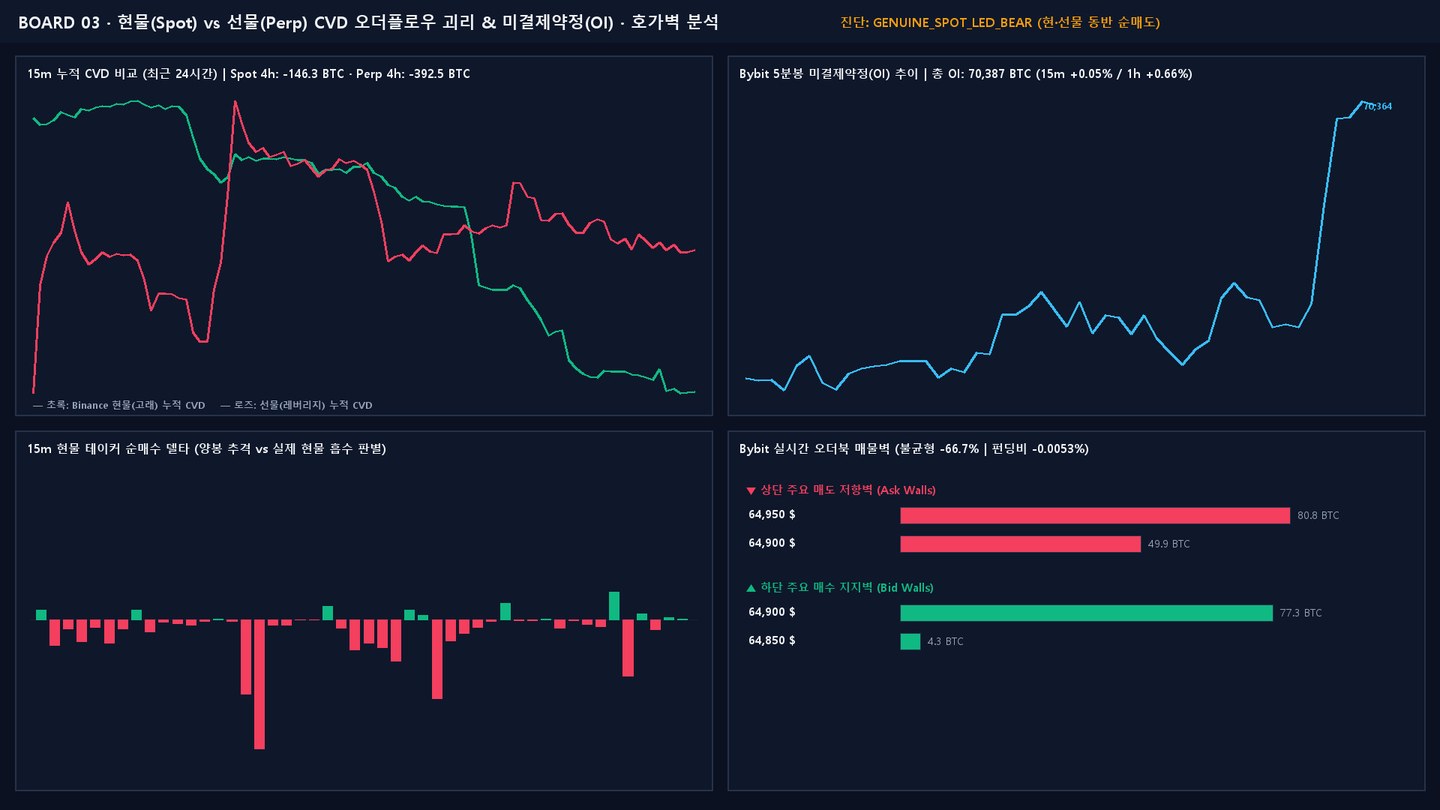 BOARD 03 · 현물(Spot) vs 선물(Perp) CVD 오더플로우 괴리 & 미결제약정(OI) · 호가벽 분석
진단: GENUINE_SPOT_LED_BEAR (현·선물 동반 순매도)
15m 누적 CVD 비교 (최근 24시간) | Spot 4h: -146.3 BTC · Perp 4h: -392.5 BTC
— 초록: Binance 현물(고래) 누적 CVD — 로즈: 선물(레버리지) 누적 CVD
Bybit 5분봉 미결제약정(OI) 추이 | 총 OI: 70,387 BTC (15m +0.05% / 1h +0.66%)
70,364
15m 현물 테이커 순매수 델타 (양봉 추격 vs 실제 현물 흡수 판별)
Bybit 실시간 오더북 매물벽 (불균형 -66.7% | 펀딩비 -0.0053%)
▼ 상단 주요 매도 저항벽 (Ask Walls)
64,950 $ 80.8 BTC
64,900 $ 49.9 BTC
▲ 하단 주요 매수 지지벽 (Bid Walls)
64,900 $ 77.3 BTC
64,850 $ 4.3 BTC